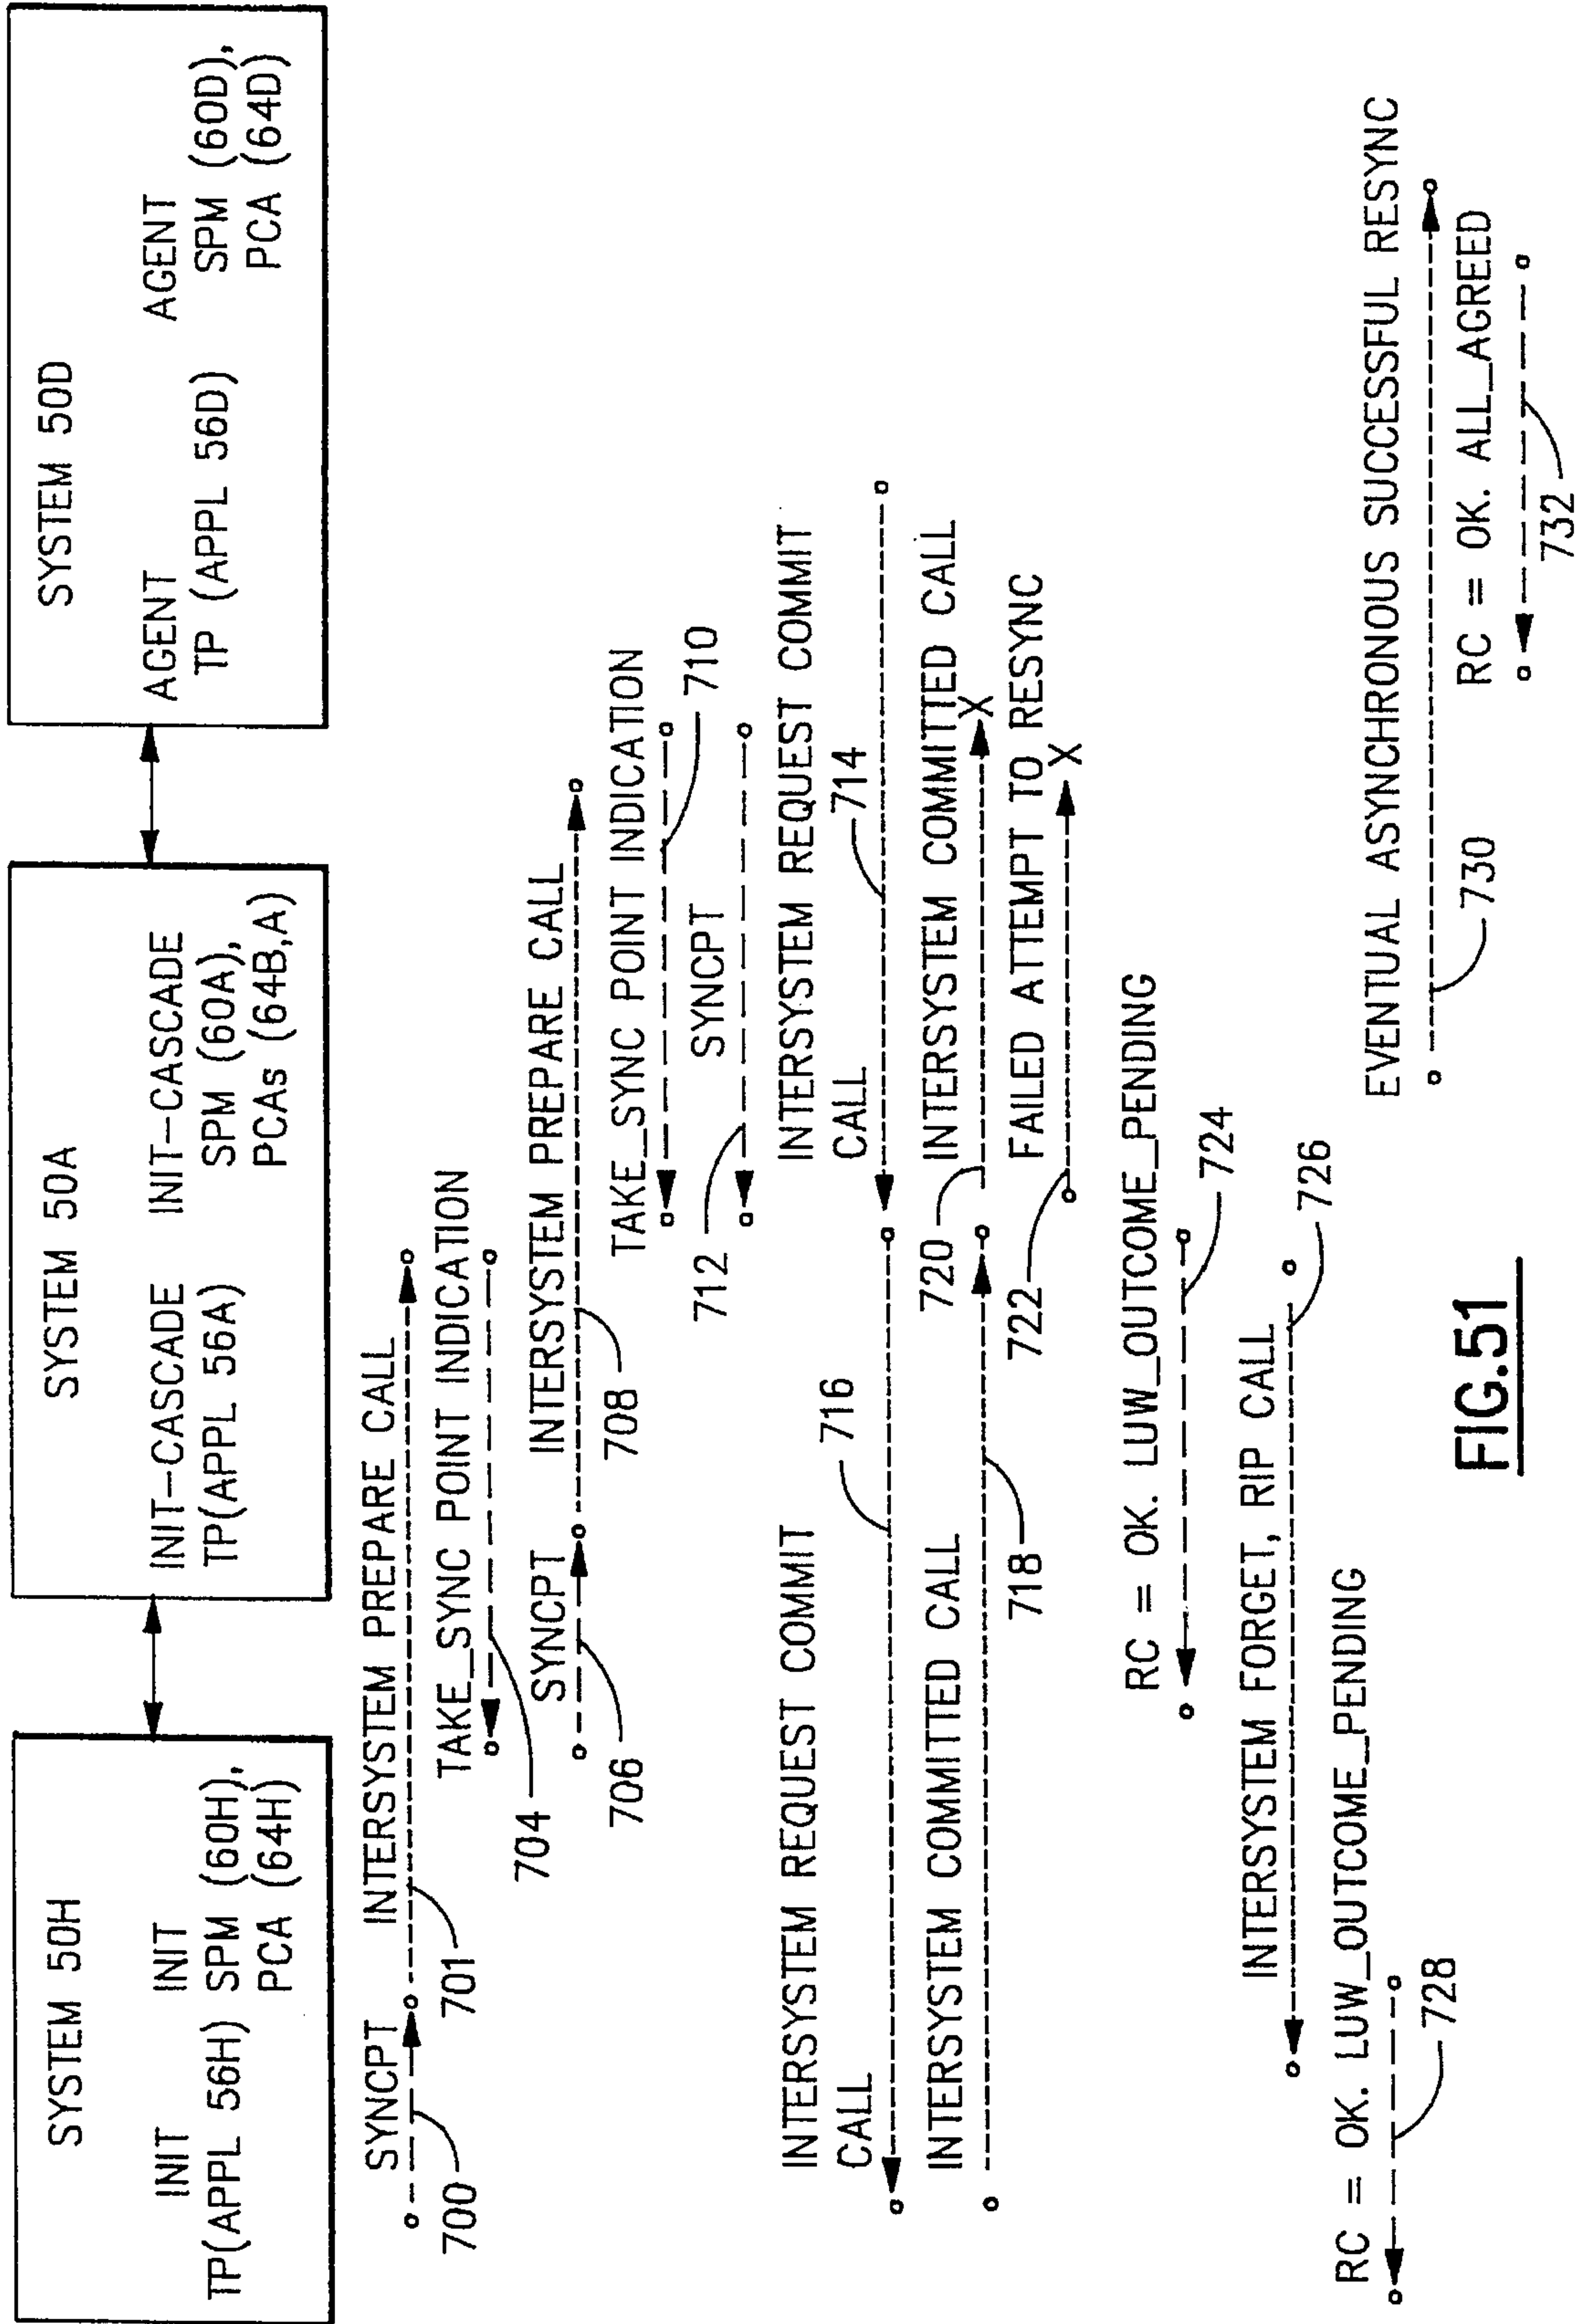 SYSTEM 50H
INIT INIT
TP(APPL 56H) SPM (60H),
PCA (64H)
SYSTEM 50A
INIT-CASCADE INIT-CASCADE
TP(APPL 56A) SPM (60A),
PCAs (64B,A)
SYSTEM 50D
AGENT AGENT
TP (APPL 56D) SPM (60D),
PCA (64D)
SYNCPT INTERSYSTEM PREPARE CALL
700 701
TAKE_SYNC POINT INDICATION
704
SYNCPT INTERSYSTEM PREPARE CALL
706 708
TAKE_SYNC POINT INDICATION
710
SYNCPT
712
INTERSYSTEM REQUEST COMMIT
CALL 714
INTERSYSTEM REQUEST COMMIT
CALL 716
INTERSYSTEM COMMITTED CALL
718
INTERSYSTEM COMMITTED CALL
720 X
FAILED ATTEMPT TO RESYNC
722 X
RC = OK. LUW_OUTCOME_PENDING
724
INTERSYSTEM FORGET, RIP CALL
726
RC = OK. LUW_OUTCOME_PENDING
728
EVENTUAL ASYNCHRONOUS SUCCESSFUL RESYNC
730
RC = OK. ALL_AGREED
732
FIG.51